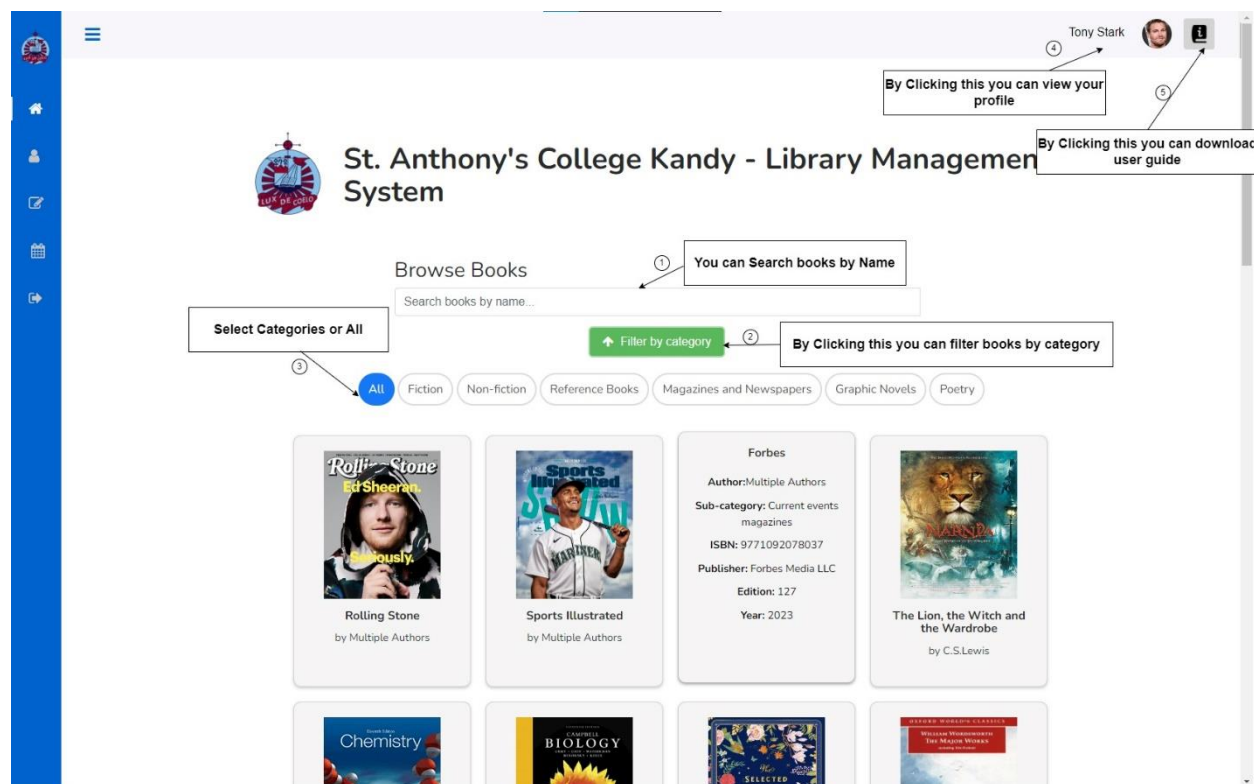 Tony Stark
4
By Clicking this you can view your
profile
5
By Clicking this you can download
user guide
LUX DE COELO
St. Anthony's College Kandy - Library Managemen
System
Browse Books
1
You can Search books by Name
Search books by name...
Select Categories or All
3
Filter by category
2
By Clicking this you can filter books by category
All
Fiction
Non-fiction
Reference Books
Magazines and Newspapers
Graphic Novels
Poetry
Rolling Stone
Ed Sheeran.
Seriously.
Rolling Stone
by Multiple Authors
Sports
Illustrated
MARINER
Sports Illustrated
by Multiple Authors
Forbes
Author:Multiple Authors
Sub-category: Current events
magazines
ISBN: 9771092078037
Publisher: Forbes Media LLC
Edition: 127
Year: 2023
NARNIA
The Lion, the Witch and
the Wardrobe
by C.S.Lewis
Chemistry
CAMPBELL
BIOLOGY
SELECTED
OXFORD WORLD'S CLASSICS
WILLIAM WORDSWORTH
THE MAJOR WORKS